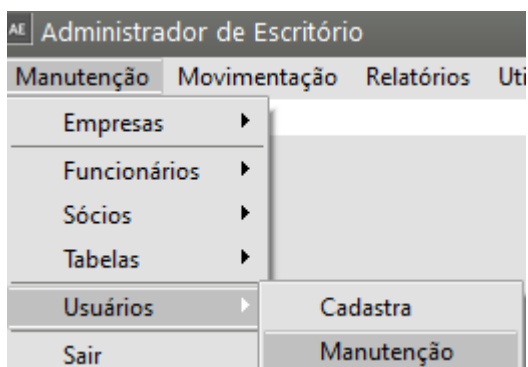 AE Administrador de Escritório
Manutenção Movimentação Relatórios
Empresas
Funcionários
Sócios
Tabelas
Usuários Cadastra
Sair Manutenção